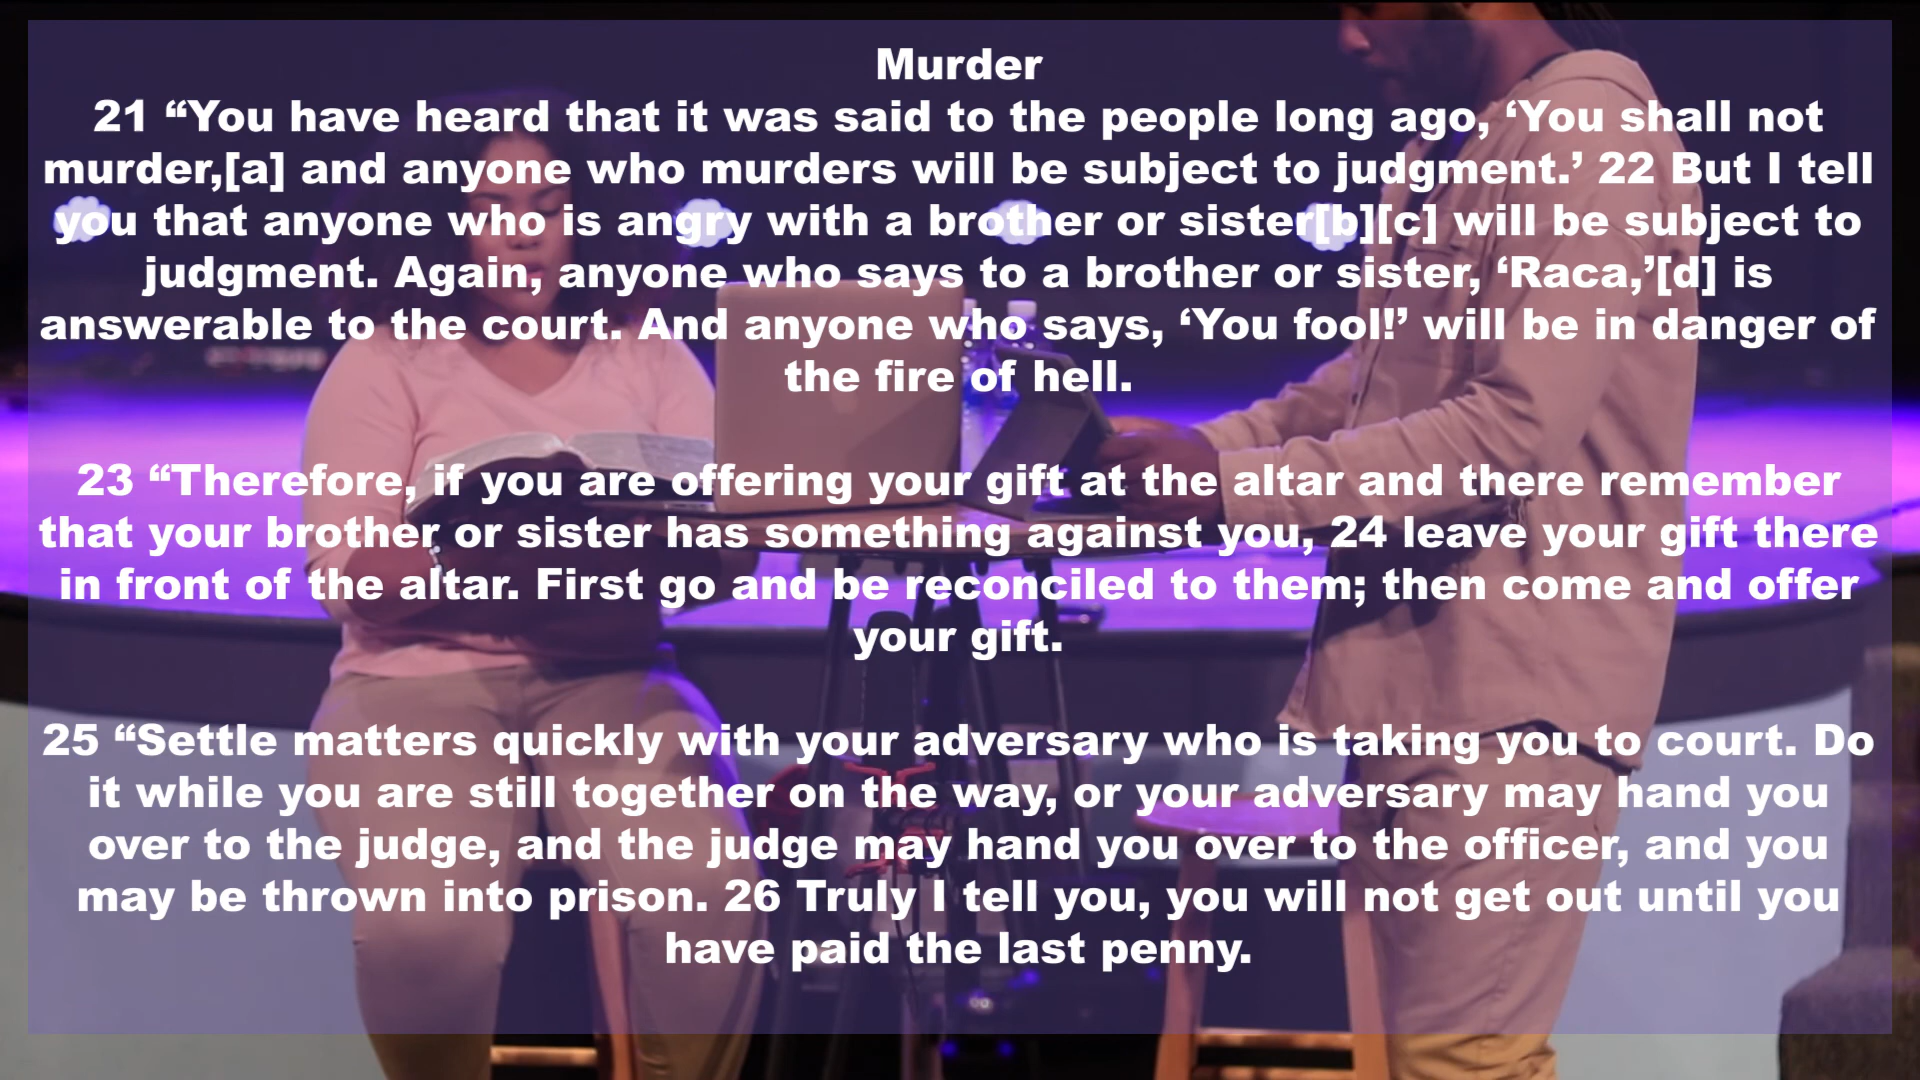 Murder
21 “You have heard that it was said to the people long ago, ‘You shall not
murder,[a] and anyone who murders will be subject to judgment.’ 22 But I tell
you that anyone who is angry with a brother or sister[b][c] will be subject to
judgment. Again, anyone who says to a brother or sister, ‘Raca,’[d] is
answerable to the court. And anyone who says, ‘You fool!’ will be in danger of
the fire of hell.
23 “Therefore, if you are offering your gift at the altar and there remember
that your brother or sister has something against you, 24 leave your gift there
in front of the altar. First go and be reconciled to them; then come and offer
your gift.
25 “Settle matters quickly with your adversary who is taking you to court. Do
it while you are still together on the way, or your adversary may hand you
over to the judge, and the judge may hand you over to the officer, and you
may be thrown into prison. 26 Truly I tell you, you will not get out until you
have paid the last penny.